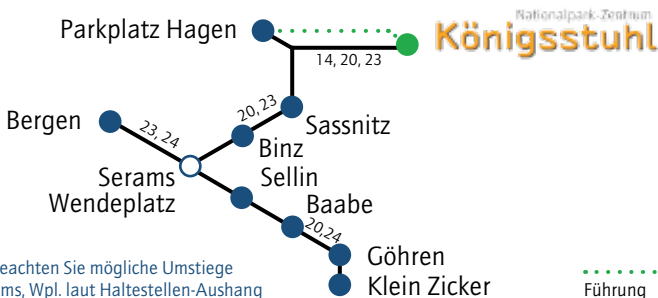 Nationalpark-Zentrum
Königsstuhl
Parkplatz Hagen
14, 20, 23
Bergen
23, 24
20, 23
Sassnitz
Binz
Serams
Wendeplatz
Sellin
Baabe
20,24
Göhren
Klein Zicker
eachten Sie mögliche Umstiege
ms, Wpl. laut Haltestellen-Aushang
Führung